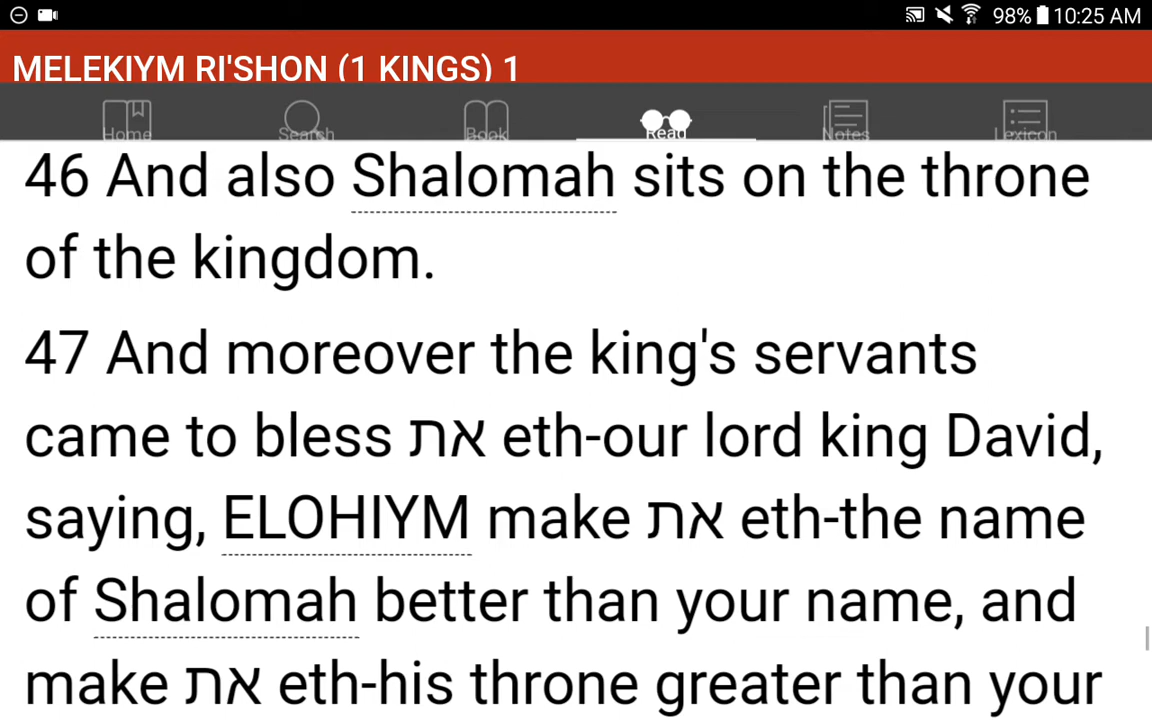 98% 10:25 AM
MELEKIYM RI'SHON (1 KINGS) 1
Home Search Book Read Notes Lexicon
46 And also Shalomah sits on the throne
of the kingdom.
47 And moreover the king's servants
came to bless את eth-our lord king David,
saying, ELOHIYM make את eth-the name
of Shalomah better than your name, and
make את eth-his throne greater than your